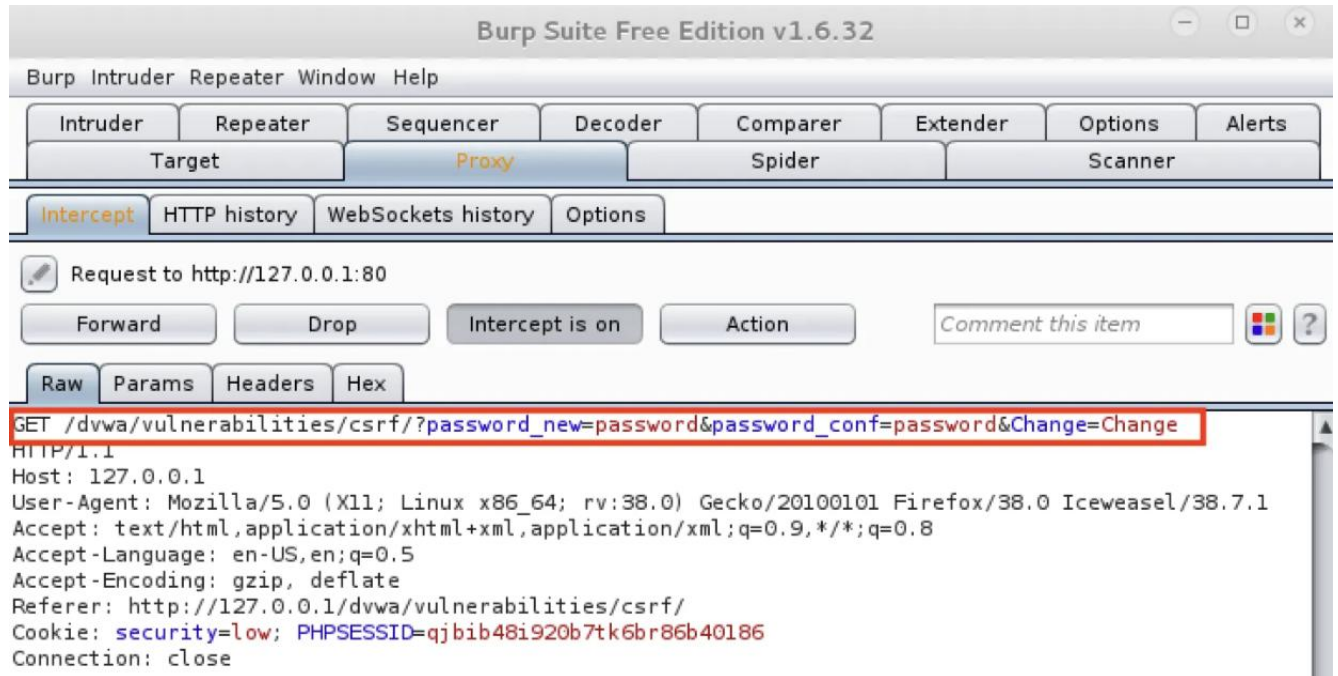 Burp Suite Free Edition v1.6.32
Burp Intruder Repeater Window Help
Intruder Repeater Sequencer Decoder Comparer Extender Options Alerts
Target Proxy Spider Scanner
Intercept HTTP history WebSockets history Options
Request to http://127.0.0.1:80
Forward Drop Intercept is on Action Comment this item ?
Raw Params Headers Hex
GET /dvwa/vulnerabilities/csrf/?password_new=password&password_conf=password&Change=Change
HTTP/1.1
Host: 127.0.0.1
User-Agent: Mozilla/5.0 (X11; Linux x86_64; rv:38.0) Gecko/20100101 Firefox/38.0 Iceweasel/38.7.1
Accept: text/html,application/xhtml+xml,application/xml;q=0.9,*/*;q=0.8
Accept-Language: en-US,en;q=0.5
Accept-Encoding: gzip, deflate
Referer: http://127.0.0.1/dvwa/vulnerabilities/csrf/
Cookie: security=low; PHPSESSID=qjbib48i920b7tk6br86b40186
Connection: close